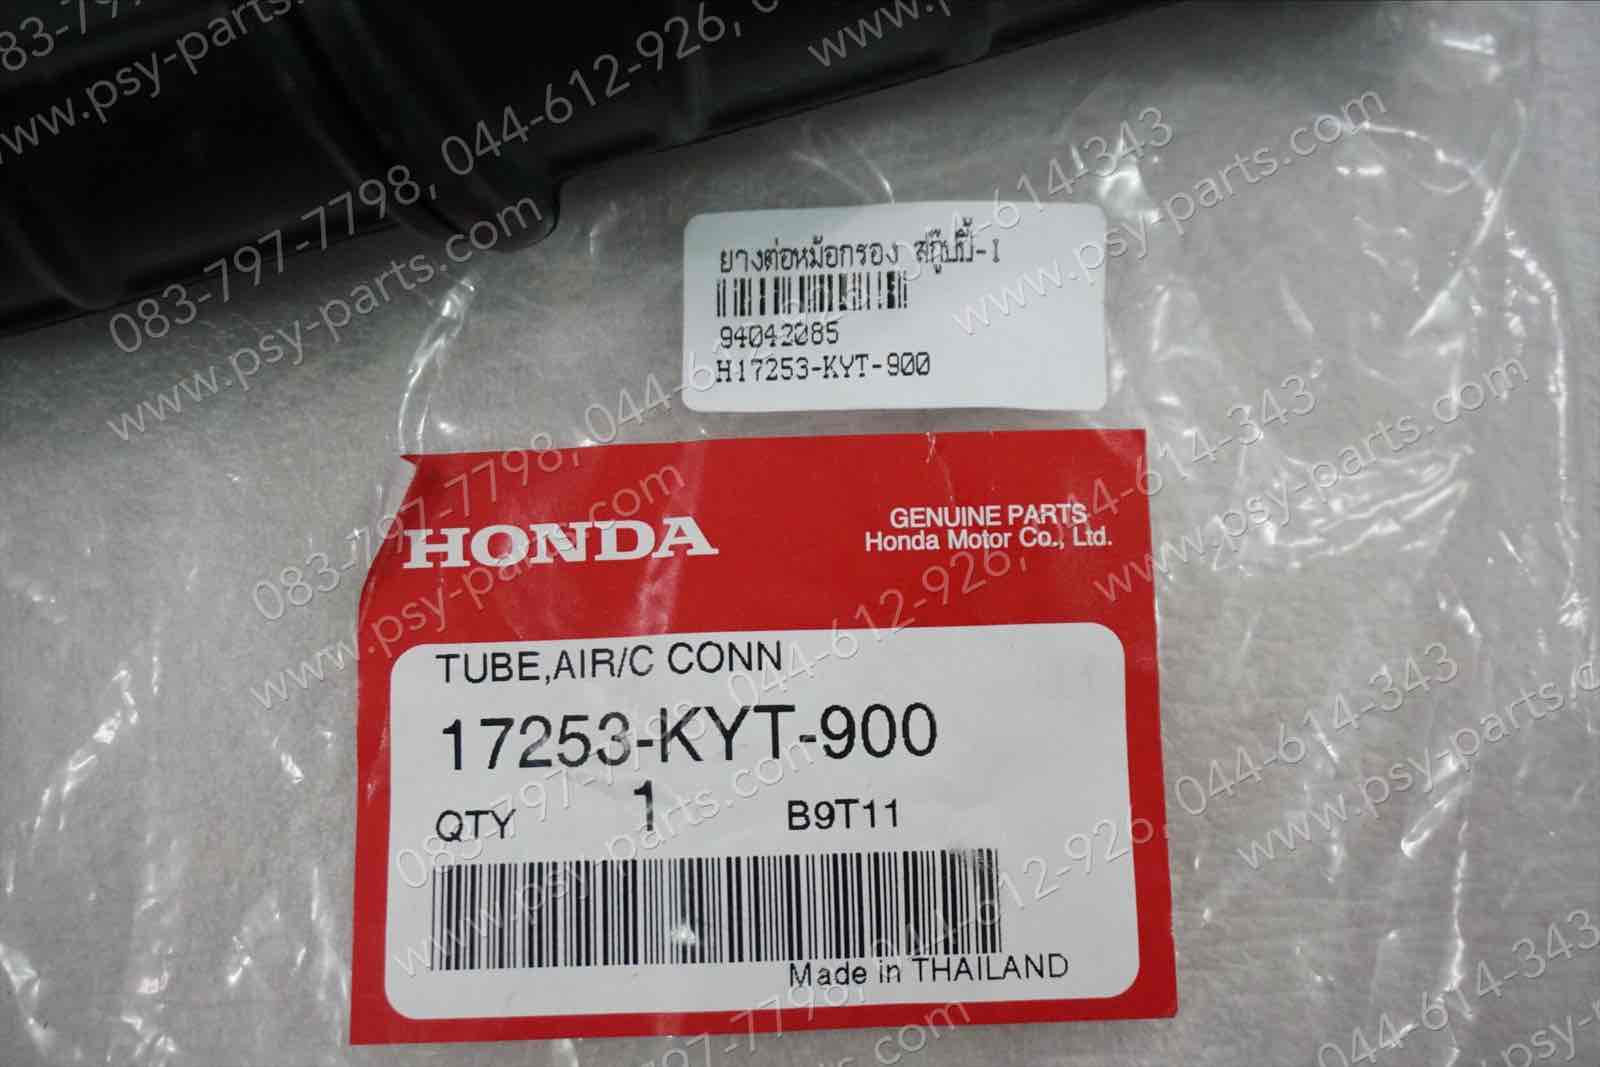 ยางต่อหม้อกรอง สกู๊ปปี้-I
94042085
H17253-KYT-900
HONDA
GENUINE PARTS
Honda Motor Co., Ltd.
TUBE,AIR/C CONN
17253-KYT-900
QTY 1 B9T11
Made in THAILAND
083-797-7798, 044-612-926, 044-614-343
www.psy-parts.com